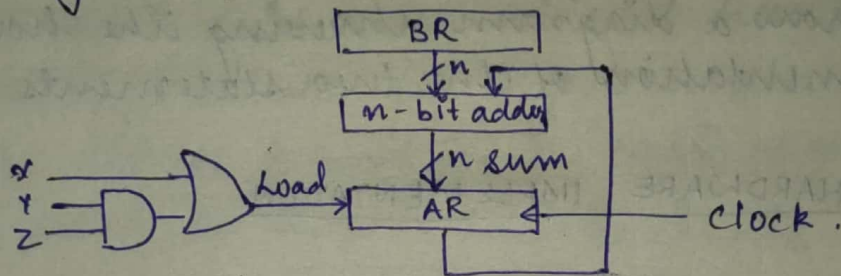 BR
n
n-bit adder
n sum
x
Y
Z
Load
AR
clock.